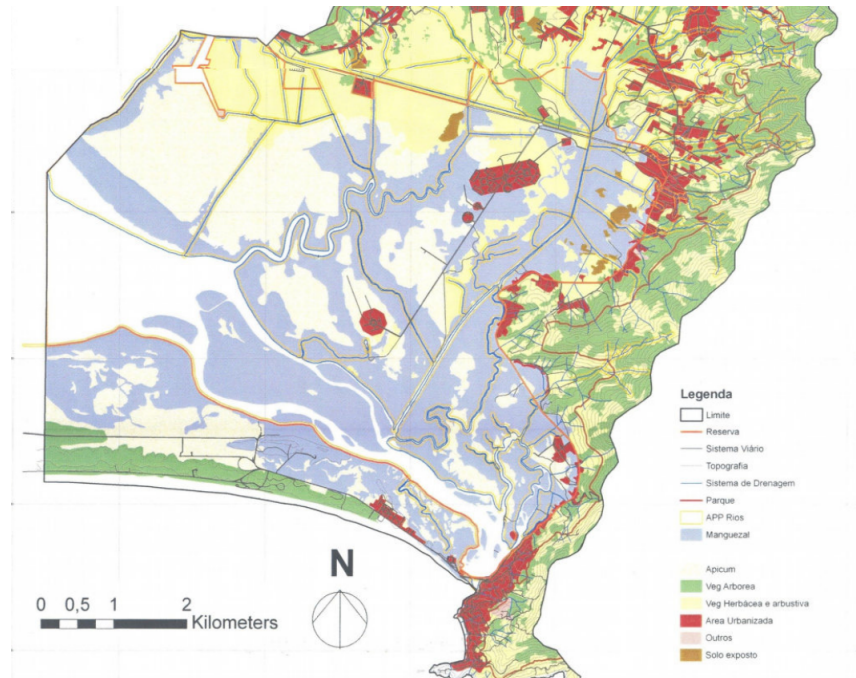 N
0 0,5 1 2
Kilometers
Legenda
Limite
Reserva
Sistema Viário
Topografia
Sistema de Drenagem
Parque
APP Rios
Manguezal
Apicum
Veg Arborea
Veg Herbácea e arbustiva
Area Urbanizada
Outros
Solo exposto